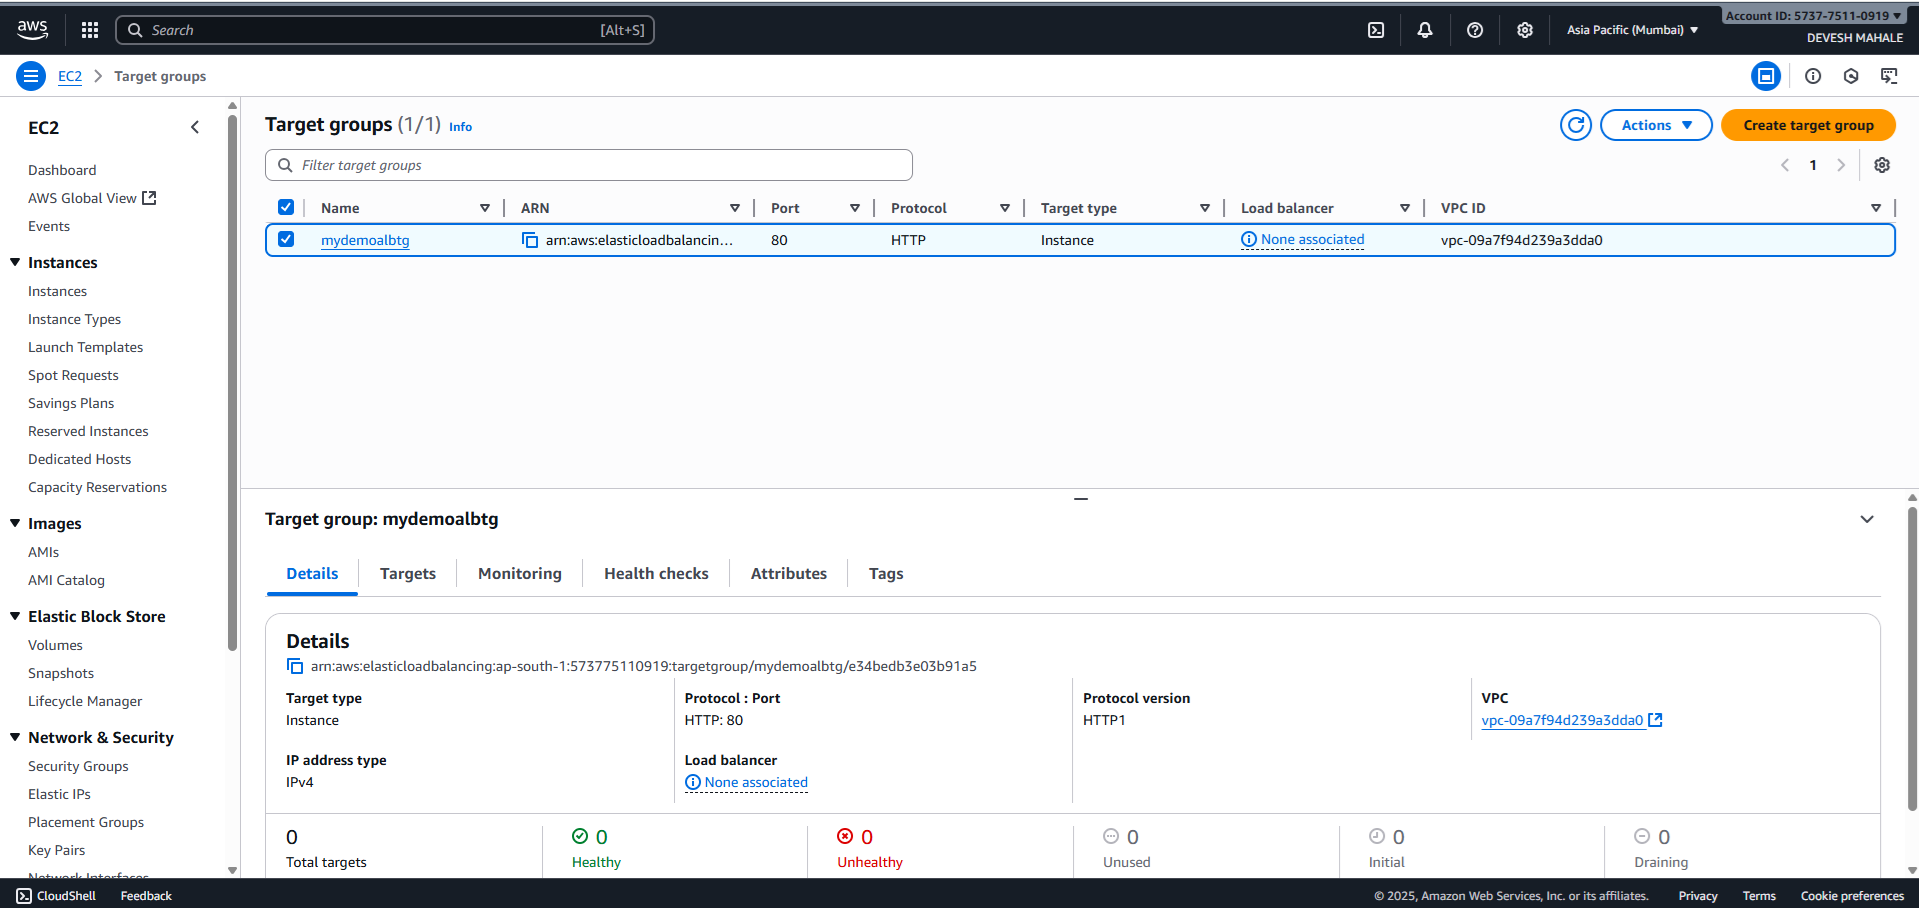 aws
Search
[Alt+S]
Asia Pacific (Mumbai)
Account ID: 5737-7511-0919
DEVESH MAHALE
EC2
Target groups
EC2
Dashboard
AWS Global View
Events
Instances
Instances
Instance Types
Launch Templates
Spot Requests
Savings Plans
Reserved Instances
Dedicated Hosts
Capacity Reservations
Images
AMIs
AMI Catalog
Elastic Block Store
Volumes
Snapshots
Lifecycle Manager
Network & Security
Security Groups
Elastic IPs
Placement Groups
Key Pairs
Network Interfaces
Target groups (1/1) Info
Actions
Create target group
Filter target groups
1
Name ARN Port Protocol Target type Load balancer VPC ID
mydemoalbtg arn:aws:elasticloadbalancin... 80 HTTP Instance None associated vpc-09a7f94d239a3dda0
Target group: mydemoalbtg
Details Targets Monitoring Health checks Attributes Tags
Details
arn:aws:elasticloadbalancing:ap-south-1:573775110919:targetgroup/mydemoalbtg/e34bedb3e03b91a5
Target type Protocol : Port Protocol version VPC
Instance HTTP: 80 HTTP1 vpc-09a7f94d239a3dda0
IP address type Load balancer
IPv4 None associated
0 0 0 0 0 0
Total targets Healthy Unhealthy Unused Initial Draining
CloudShell Feedback © 2025, Amazon Web Services, Inc. or its affiliates. Privacy Terms Cookie preferences